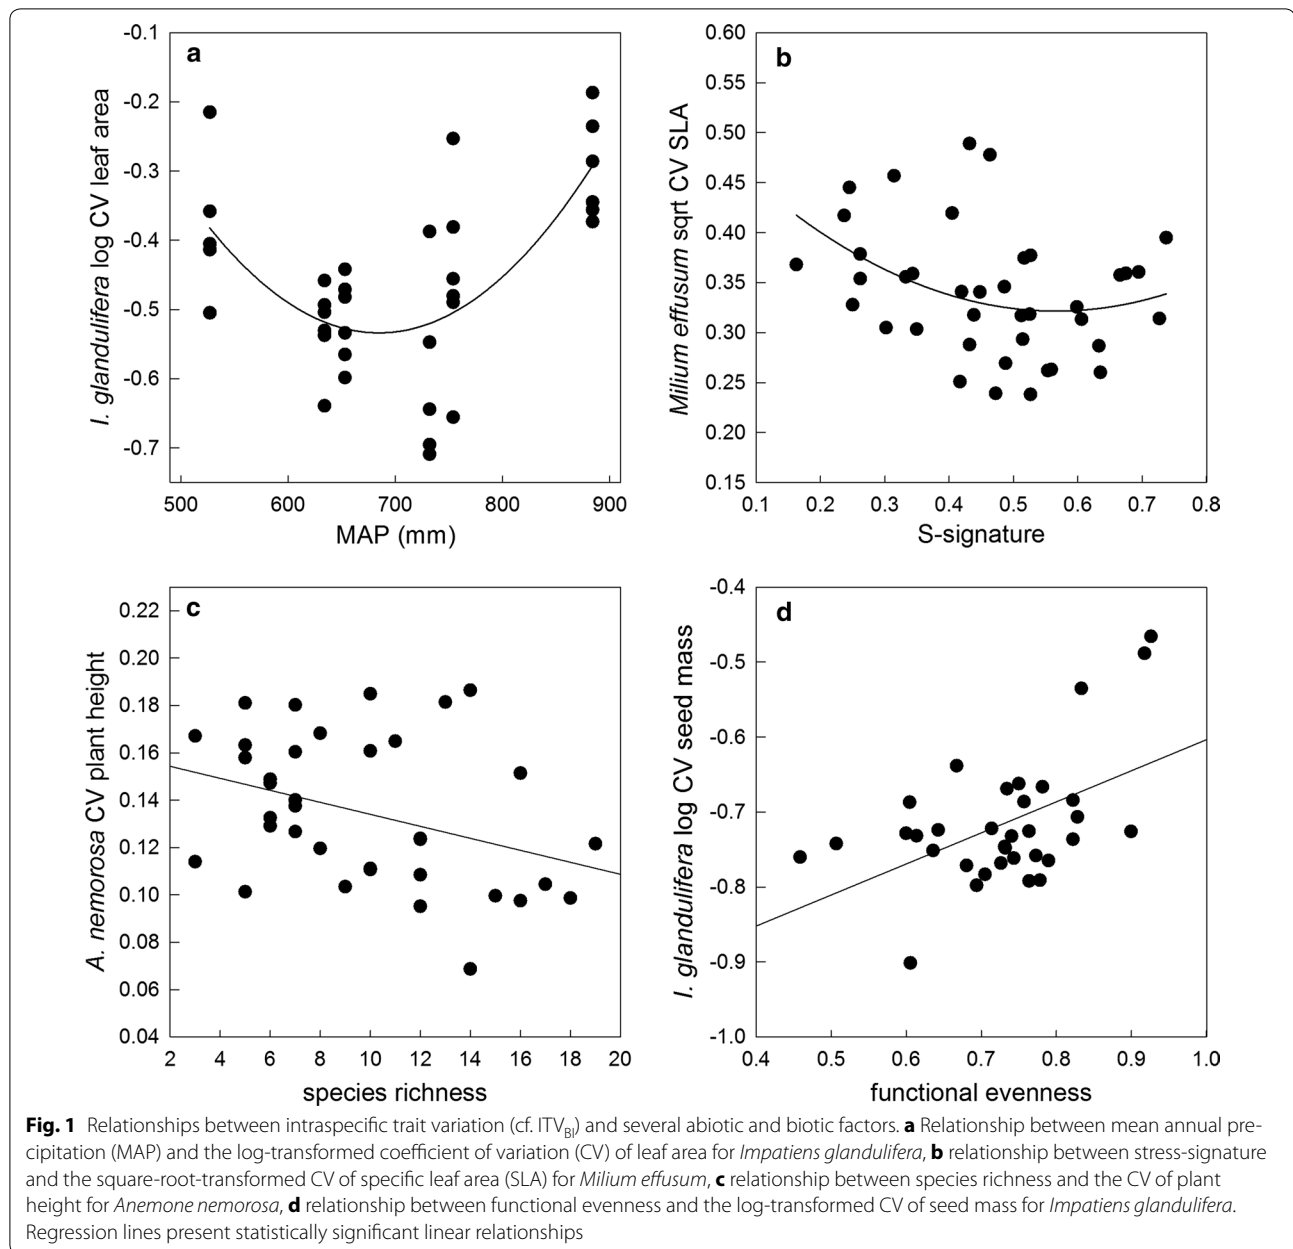 a
-0.1
-0.2
-0.3
-0.4
-0.5
-0.6
-0.7
I. glandulifera log CV leaf area
500 600 700 800 900
MAP (mm)
b
0.60
0.55
0.50
0.45
0.40
0.35
0.30
0.25
0.20
0.15
Milium effusum sqrt CV SLA
0.1 0.2 0.3 0.4 0.5 0.6 0.7 0.8
S-signature
c
0.22
0.20
0.18
0.16
0.14
0.12
0.10
0.08
0.06
0.04
A. nemorosa CV plant height
2 4 6 8 10 12 14 16 18 20
species richness
d
-0.4
-0.5
-0.6
-0.7
-0.8
-0.9
-1.0
I. glandulifera log CV seed mass
0.4 0.5 0.6 0.7 0.8 0.9 1.0
functional evenness
Fig. 1 Relationships between intraspecific trait variation (cf. ITVBI) and several abiotic and biotic factors. a Relationship between mean annual pre-
cipitation (MAP) and the log-transformed coefficient of variation (CV) of leaf area for Impatiens glandulifera, b relationship between stress-signature
and the square-root-transformed CV of specific leaf area (SLA) for Milium effusum, c relationship between species richness and the CV of plant
height for Anemone nemorosa, d relationship between functional evenness and the log-transformed CV of seed mass for Impatiens glandulifera.
Regression lines present statistically significant linear relationships